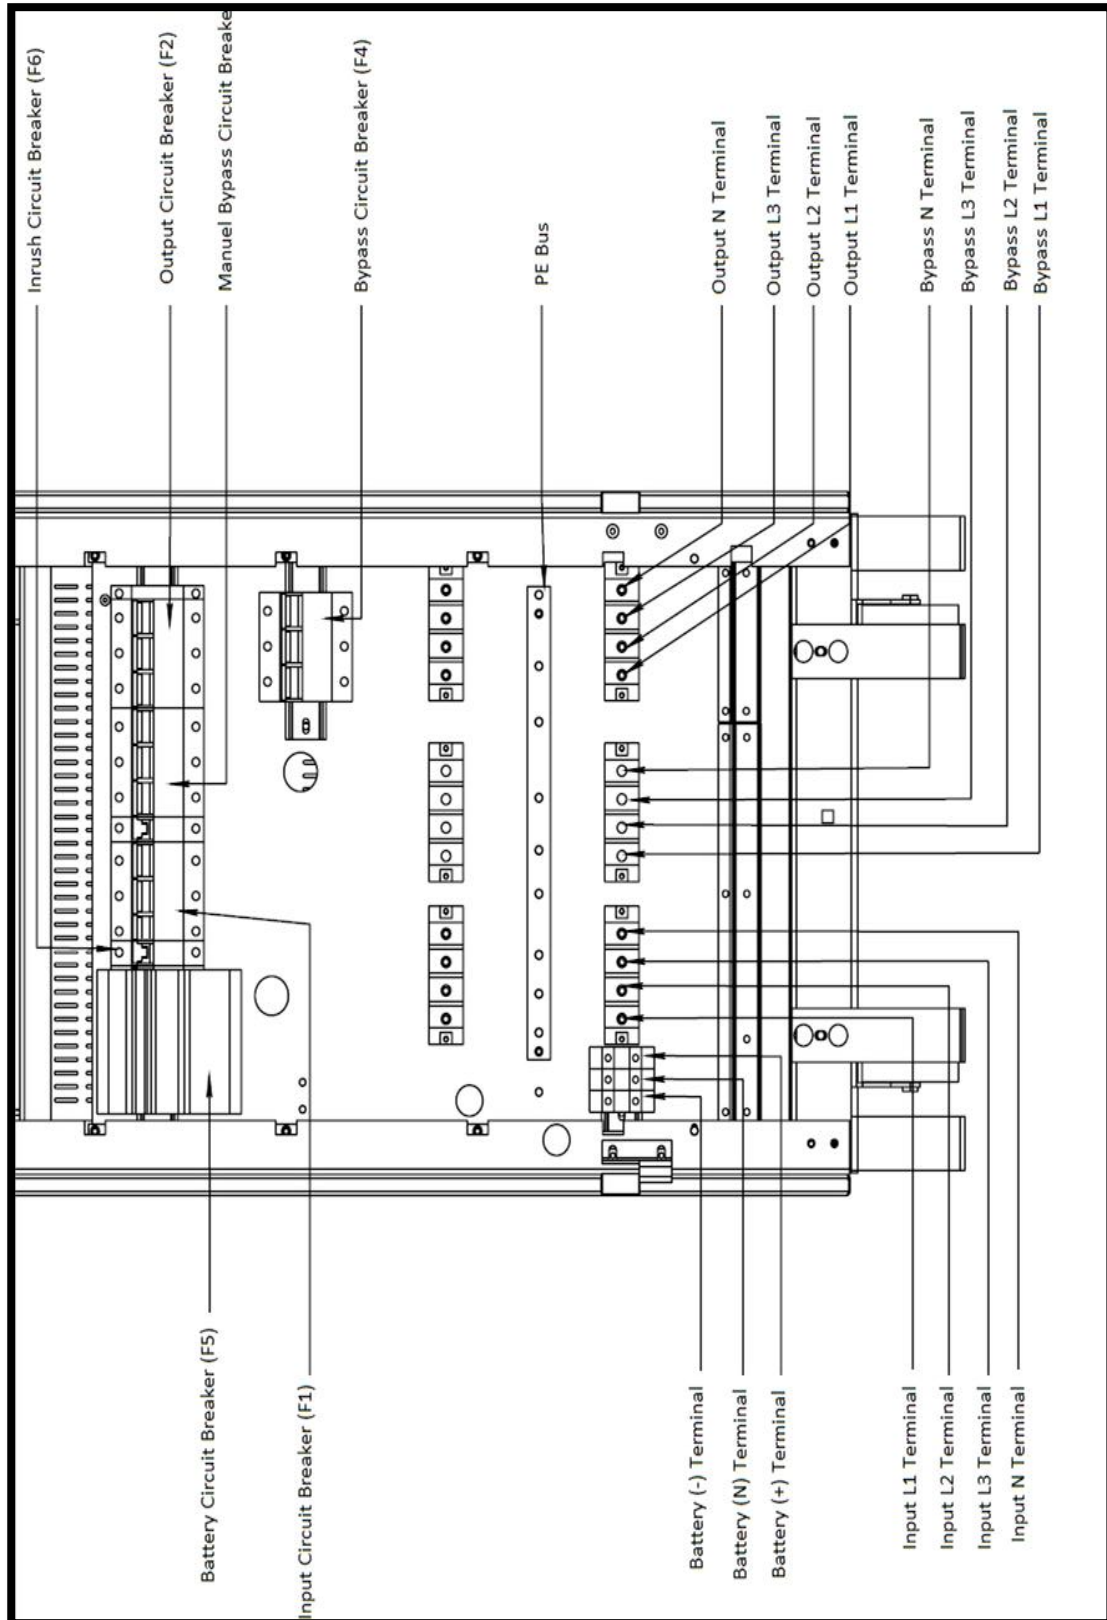 Inrush Circuit Breaker (F6)
Output Circuit Breaker (F2)
Manuel Bypass Circuit Breake
Bypass Circuit Breaker (F4)
PE Bus
Output N Terminal
Output L3 Terminal
Output L2 Terminal
Output L1 Terminal
Bypass N Terminal
Bypass L3 Terminal
Bypass L2 Terminal
Bypass L1 Terminal
Battery Circuit Breaker (F5)
Input Circuit Breaker (F1)
Battery (-) Terminal
Battery (N) Terminal
Battery (+) Terminal
Input L1 Terminal
Input L2 Terminal
Input L3 Terminal
Input N Terminal